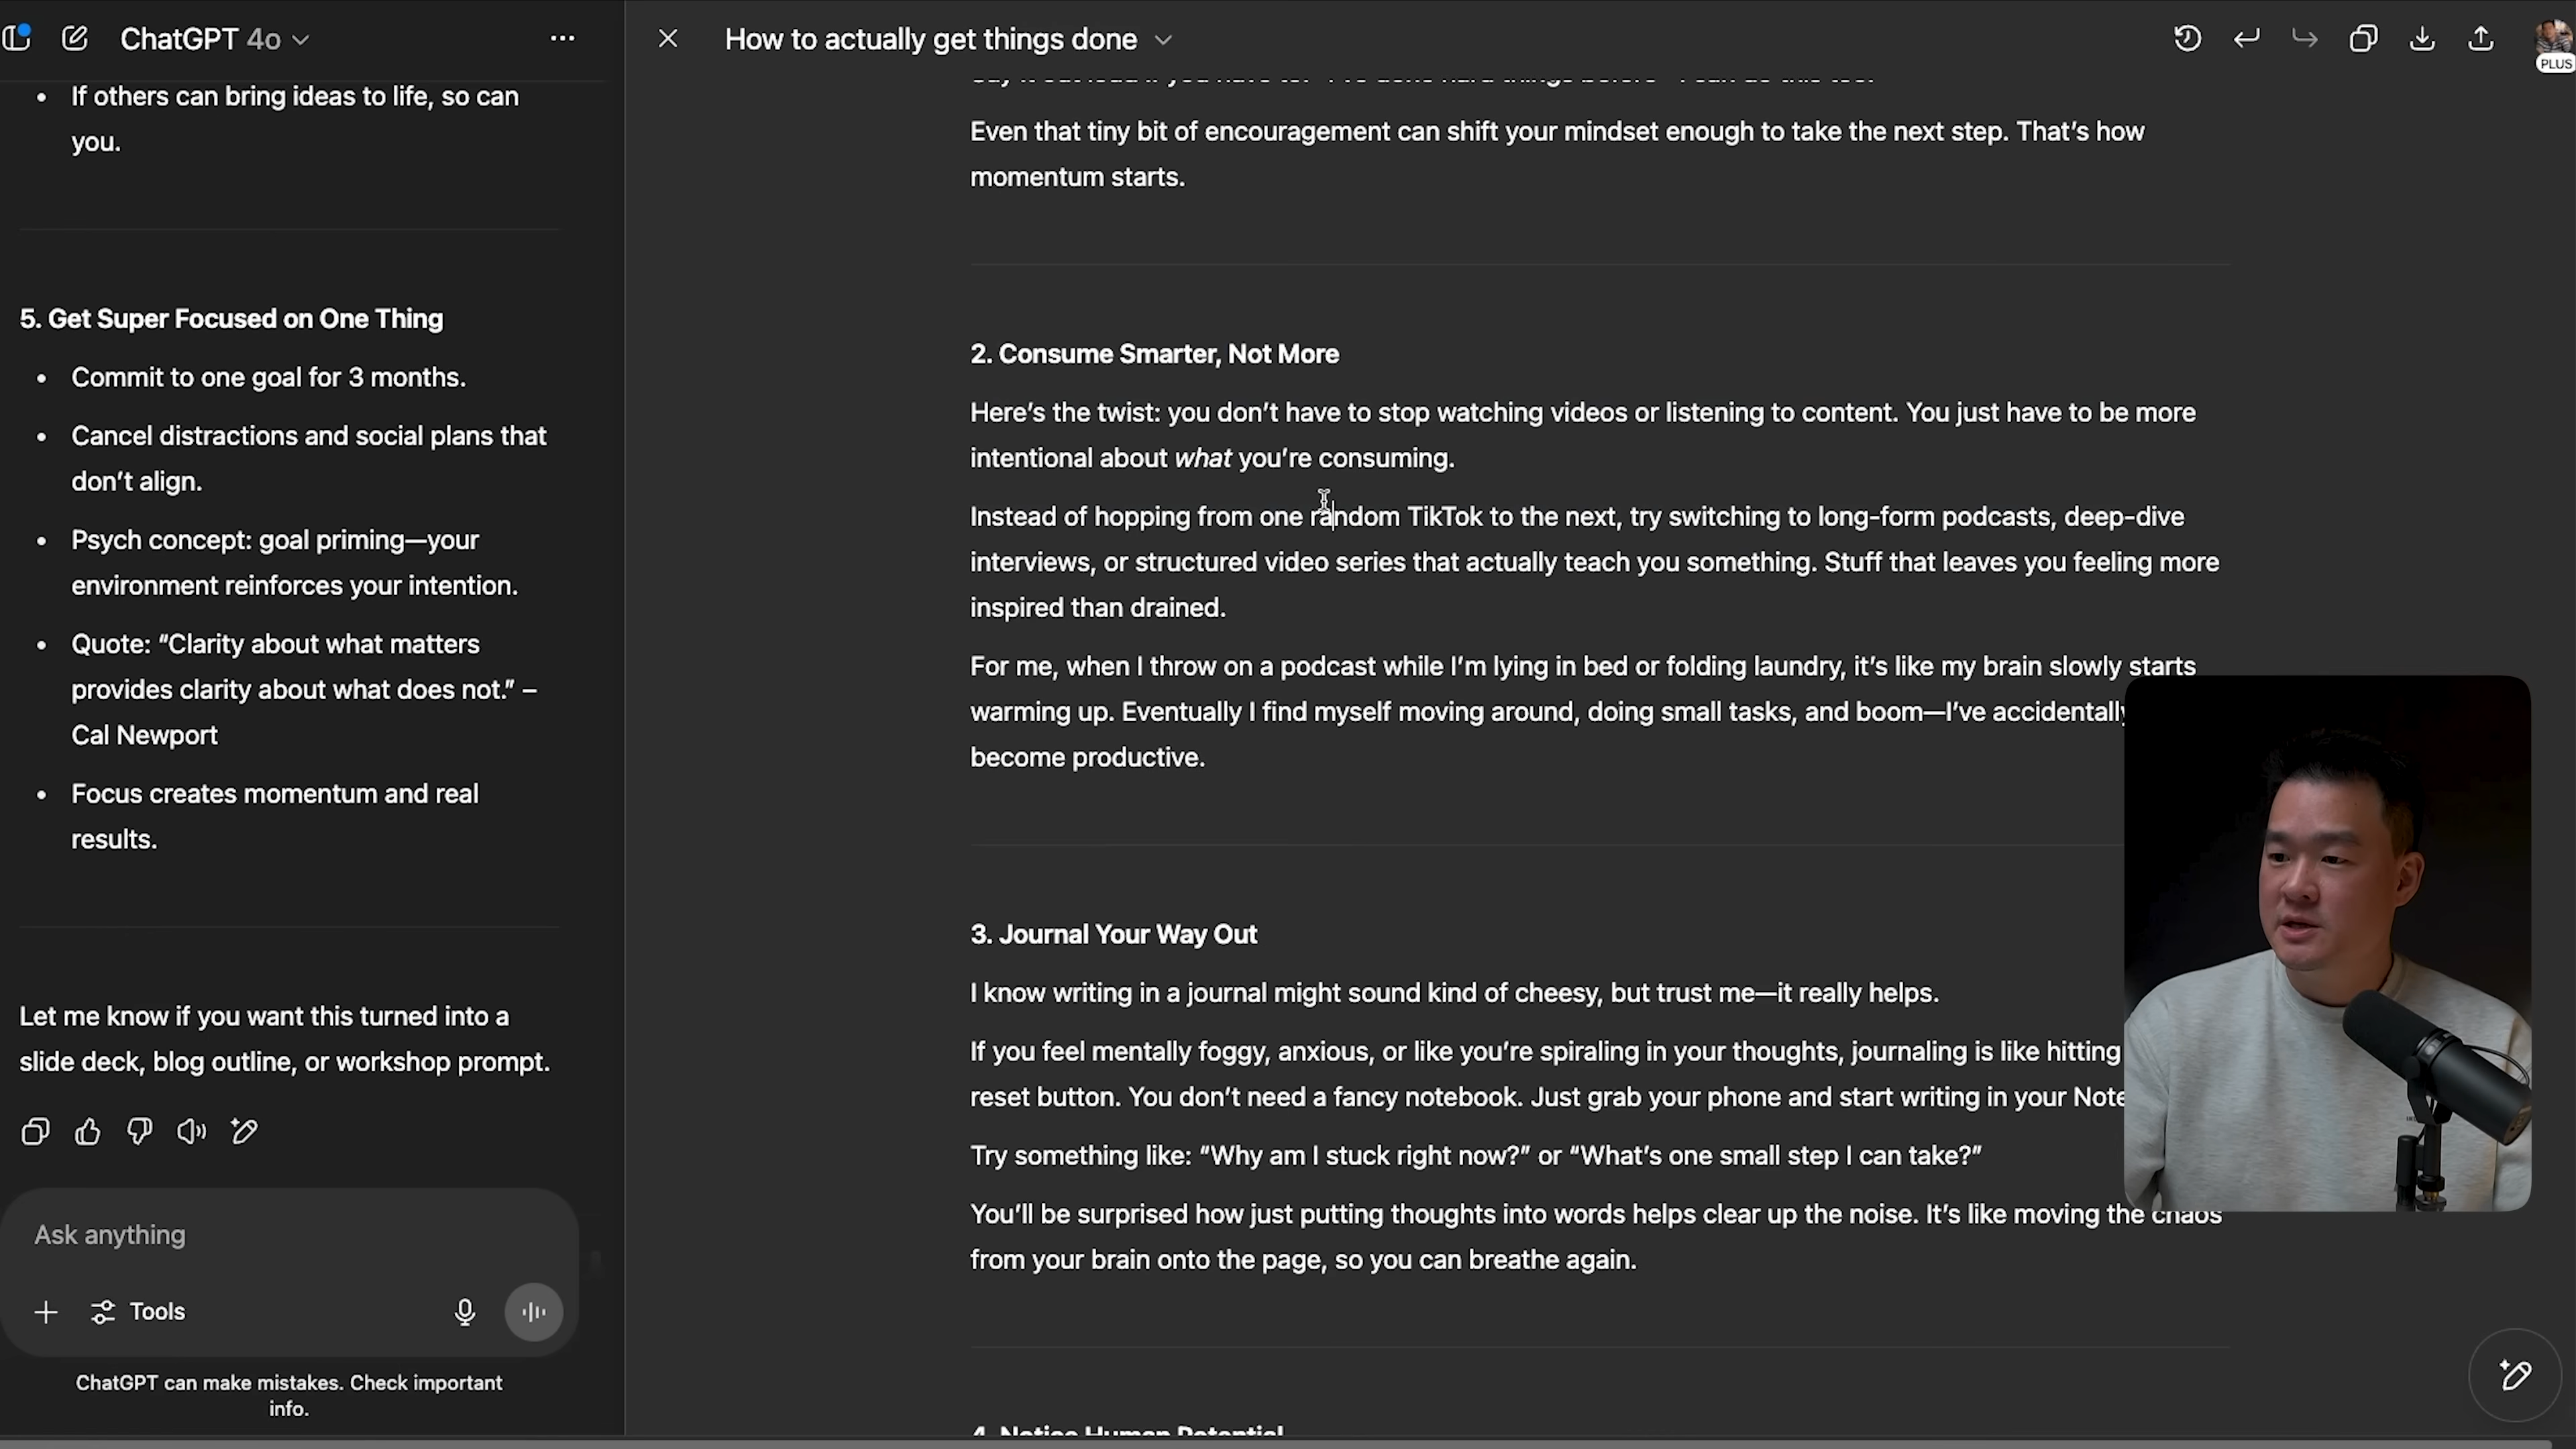 ChatGPT 4o
If others can bring ideas to life, so can
you.
5. Get Super Focused on One Thing
Commit to one goal for 3 months.
Cancel distractions and social plans that
don’t align.
Psych concept: goal priming—your
environment reinforces your intention.
Quote: “Clarity about what matters
provides clarity about what does not.” –
Cal Newport
Focus creates momentum and real
results.
Let me know if you want this turned into a
slide deck, blog outline, or workshop prompt.
Ask anything
Tools
ChatGPT can make mistakes. Check important
info.
How to actually get things done
PLUS
Even that tiny bit of encouragement can shift your mindset enough to take the next step. That’s how
momentum starts.
2. Consume Smarter, Not More
Here’s the twist: you don’t have to stop watching videos or listening to content. You just have to be more
intentional about what you’re consuming.
Instead of hopping from one random TikTok to the next, try switching to long-form podcasts, deep-dive
interviews, or structured video series that actually teach you something. Stuff that leaves you feeling more
inspired than drained.
For me, when I throw on a podcast while I’m lying in bed or folding laundry, it’s like my brain slowly starts
warming up. Eventually I find myself moving around, doing small tasks, and boom—I’ve accidentally
become productive.
3. Journal Your Way Out
I know writing in a journal might sound kind of cheesy, but trust me—it really helps.
If you feel mentally foggy, anxious, or like you’re spiraling in your thoughts, journaling is like hitting
reset button. You don’t need a fancy notebook. Just grab your phone and start writing in your Note
Try something like: “Why am I stuck right now?” or “What’s one small step I can take?”
You’ll be surprised how just putting thoughts into words helps clear up the noise. It’s like moving the chaos
from your brain onto the page, so you can breathe again.
4. Notice Human Potential